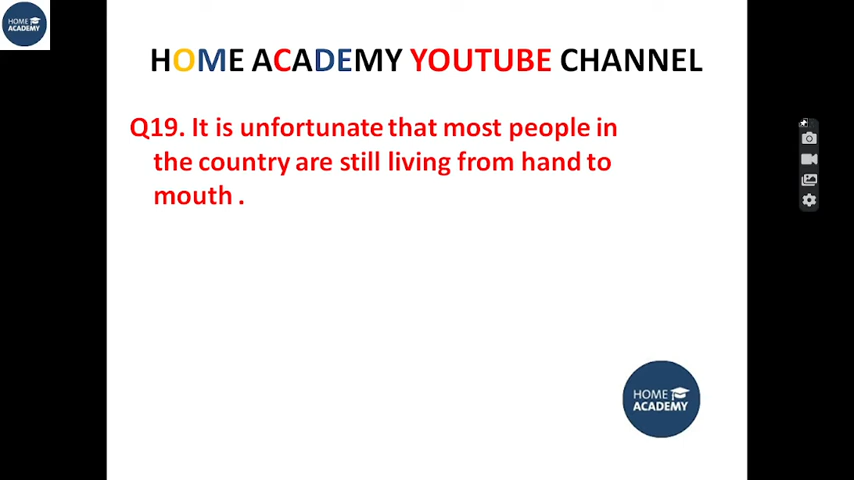 HOME
ACADEMY
HOME ACADEMY YOUTUBE CHANNEL
Q19. It is unfortunate that most people in
the country are still living from hand to
mouth .
HOME
ACADEMY